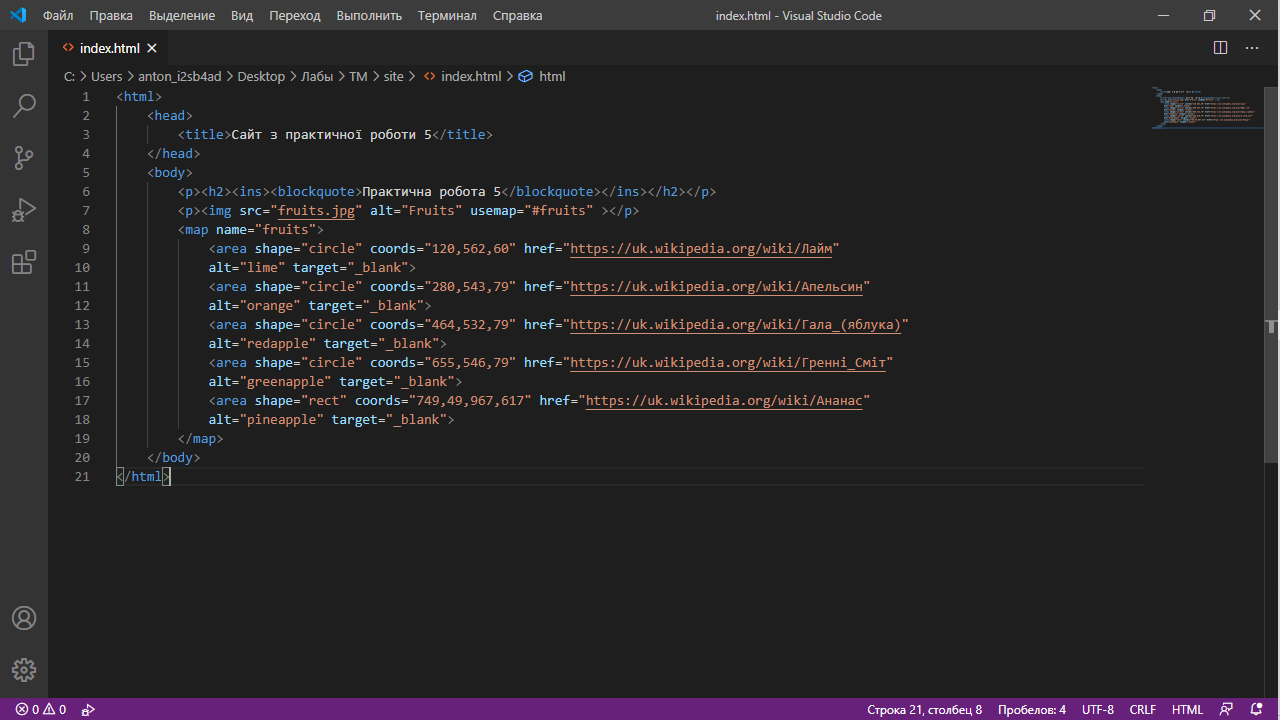 Файл Правка Выделение Вид Переход Выполнить Терминал Справка index.html - Visual Studio Code
index.html
C: > Users > anton_i2sb4ad > Desktop > Лабы > TM > site > index.html > html
1 <html>
2 <head>
3 <title>Сайт з практичної роботи 5</title>
4 </head>
5 <body>
6 <p><h2><ins><blockquote>Практична робота 5</blockquote></ins></h2></p>
7 <p><img src="fruits.jpg" alt="Fruits" usemap="#fruits" ></p>
8 <map name="fruits">
9 <area shape="circle" coords="120,562,60" href="https://uk.wikipedia.org/wiki/Лайм"
10 alt="lime" target="_blank">
11 <area shape="circle" coords="280,543,79" href="https://uk.wikipedia.org/wiki/Апельсин"
12 alt="orange" target="_blank">
13 <area shape="circle" coords="464,532,79" href="https://uk.wikipedia.org/wiki/Гала_(яблука)"
14 alt="redapple" target="_blank">
15 <area shape="circle" coords="655,546,79" href="https://uk.wikipedia.org/wiki/Гренні_Сміт"
16 alt="greenapple" target="_blank">
17 <area shape="rect" coords="749,49,967,617" href="https://uk.wikipedia.org/wiki/Ананас"
18 alt="pineapple" target="_blank">
19 </map>
20 </body>
21 </html>
0 0 Строка 21, столбец 8 Пробелов: 4 UTF-8 CRLF HTML